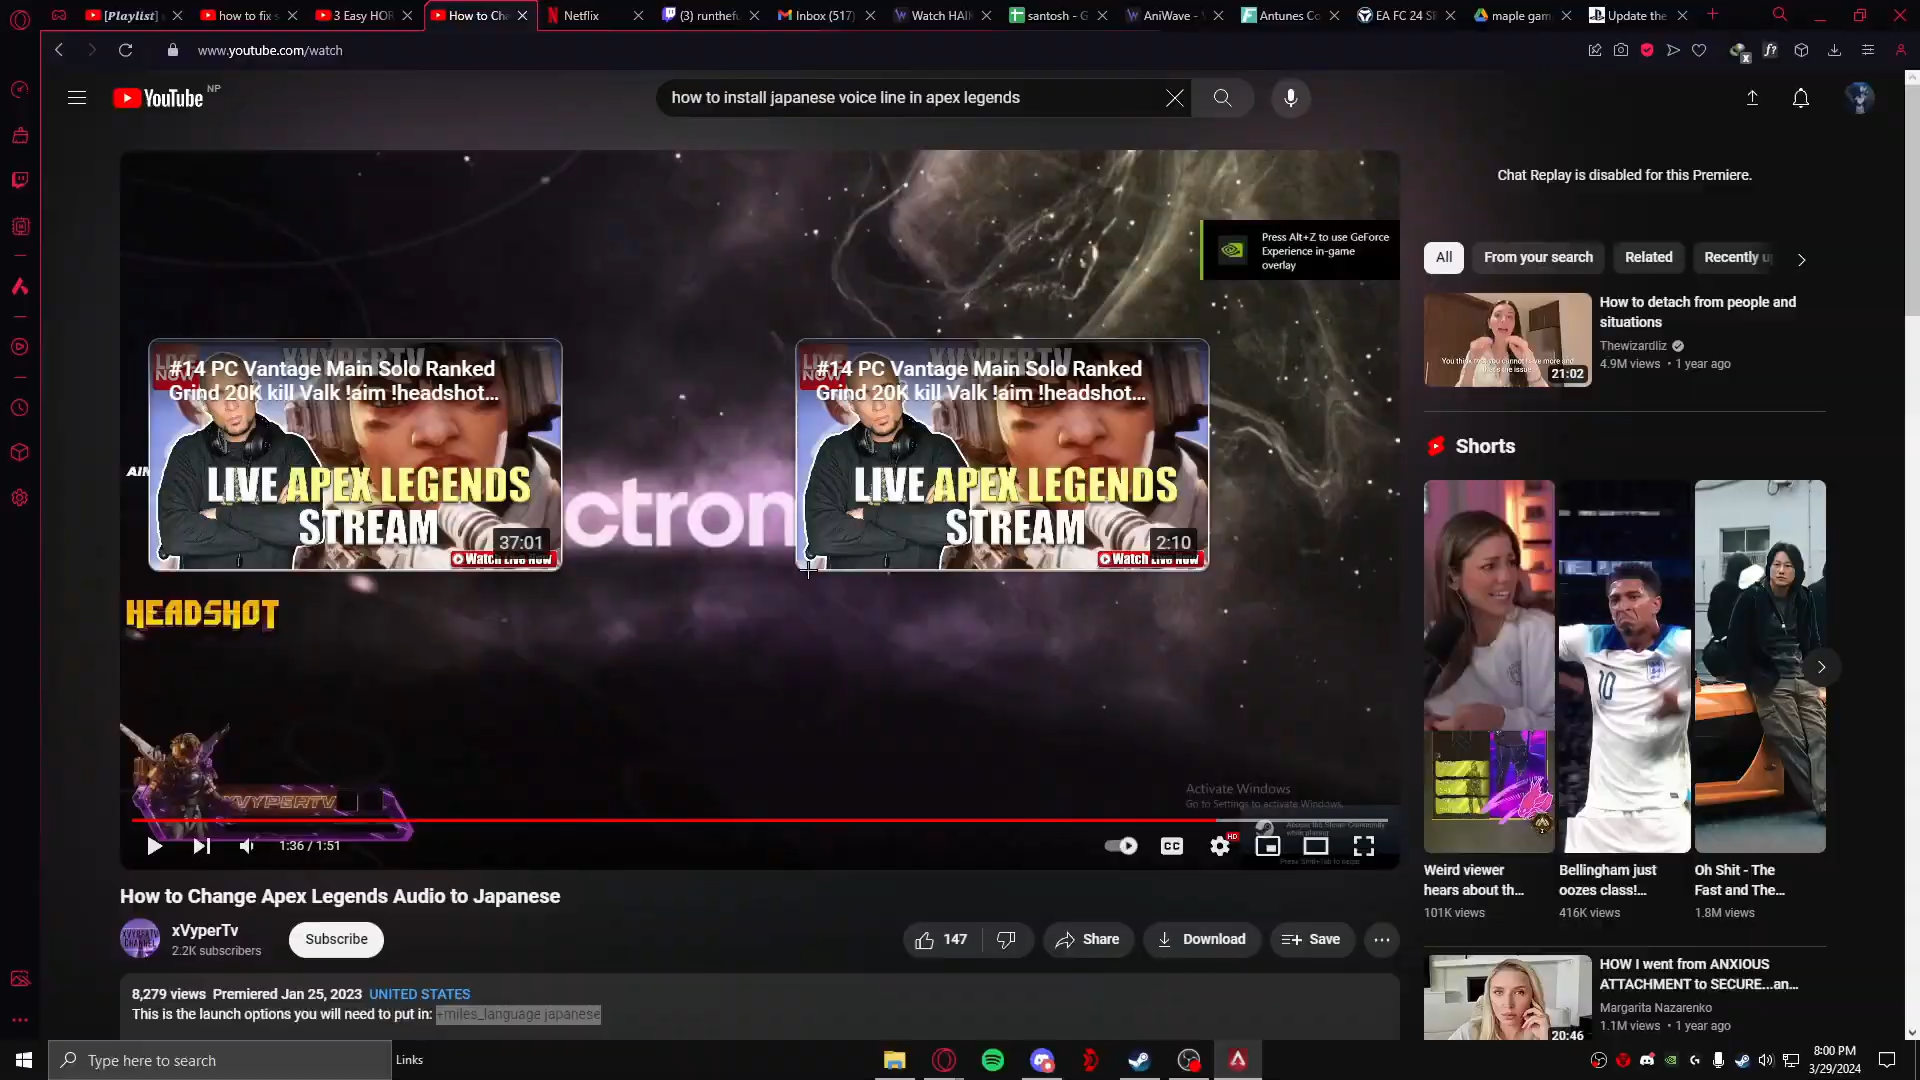 [Playlist]
how to fix s
3 Easy HOR
How to Cha
Netflix
(3) runthefu
Inbox (517)
Watch HAI
santosh - G
AniWave -
Antunes Co
EA FC 24 S
maple gam
Update the
www.youtube.com/watch
YouTube NP
how to install japanese voice line in apex legends
Chat Replay is disabled for this Premiere.
Press Alt+Z to use GeForce
Experience in-game
overlay
All
From your search
Related
Recently u
How to detach from people and
situations
Thewizardliz
4.9M views • 1 year ago
21:02
#14 PC Vantage Main Solo Ranked
Grind 20K kill Valk !aim !headshot...
LIVE APEX LEGENDS
STREAM
37:01
Watch Live Now
#14 PC Vantage Main Solo Ranked
Grind 20K kill Valk !aim !headshot...
LIVE APEX LEGENDS
STREAM
2:10
Watch Live Now
ctron
HEADSHOT
XVYPERTV
Shorts
Activate Windows
Go to Settings to activate Windows.
1:36 / 1:51
CC
HD
Weird viewer
hears about th...
101K views
Bellingham just
oozes class!...
416K views
Oh Shit - The
Fast and The...
1.8M views
How to Change Apex Legends Audio to Japanese
xVyperTv
2.2K subscribers
Subscribe
147
Share
Download
Save
8,279 views Premiered Jan 25, 2023 UNITED STATES
This is the launch options you will need to put in: +miles_language japanese
HOW I went from ANXIOUS
ATTACHMENT to SECURE...an...
Margarita Nazarenko
1.1M views • 1 year ago
20:46
Type here to search
Links
8:00 PM
3/29/2024